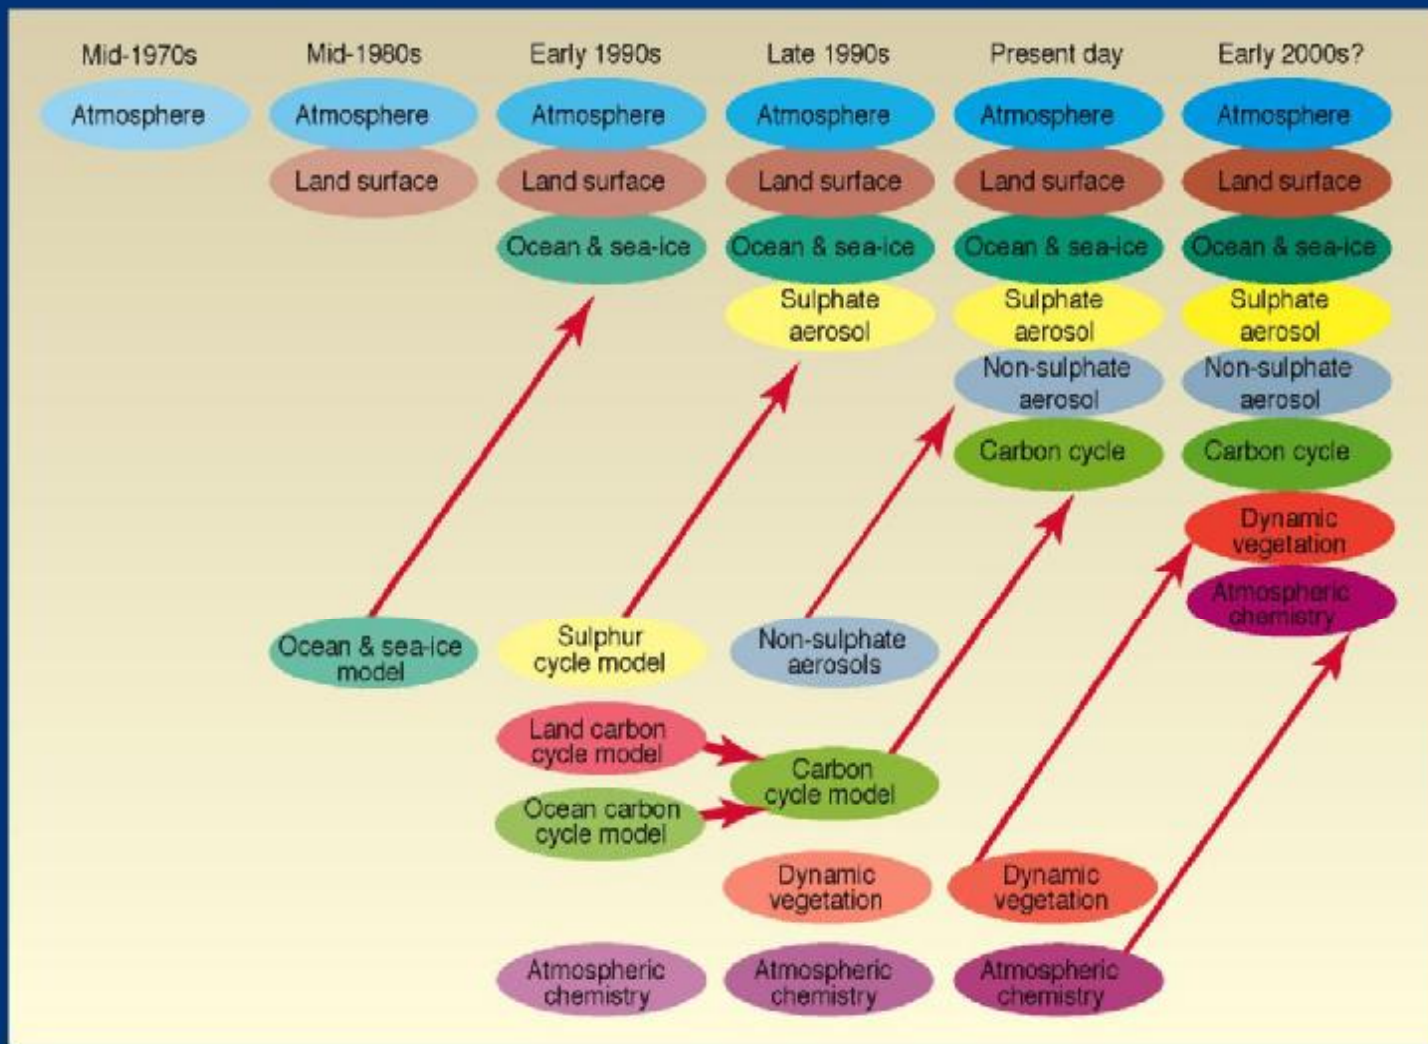 Mid-1970s
Mid-1980s
Early 1990s
Late 1990s
Present day
Early 2000s?
Atmosphere
Atmosphere
Atmosphere
Atmosphere
Atmosphere
Atmosphere
Land surface
Land surface
Land surface
Land surface
Land surface
Ocean & sea-ice
Ocean & sea-ice
Ocean & sea-ice
Ocean & sea-ice
Sulphate
aerosol
Sulphate
aerosol
Sulphate
aerosol
Non-sulphate
aerosol
Non-sulphate
aerosol
Carbon cycle
Carbon cycle
Dynamic
vegetation
Atmospheric
chemistry
Ocean & sea-ice
model
Sulphur
cycle model
Non-sulphate
aerosols
Land carbon
cycle model
Carbon
cycle model
Ocean carbon
cycle model
Dynamic
vegetation
Dynamic
vegetation
Atmospheric
chemistry
Atmospheric
chemistry
Atmospheric
chemistry